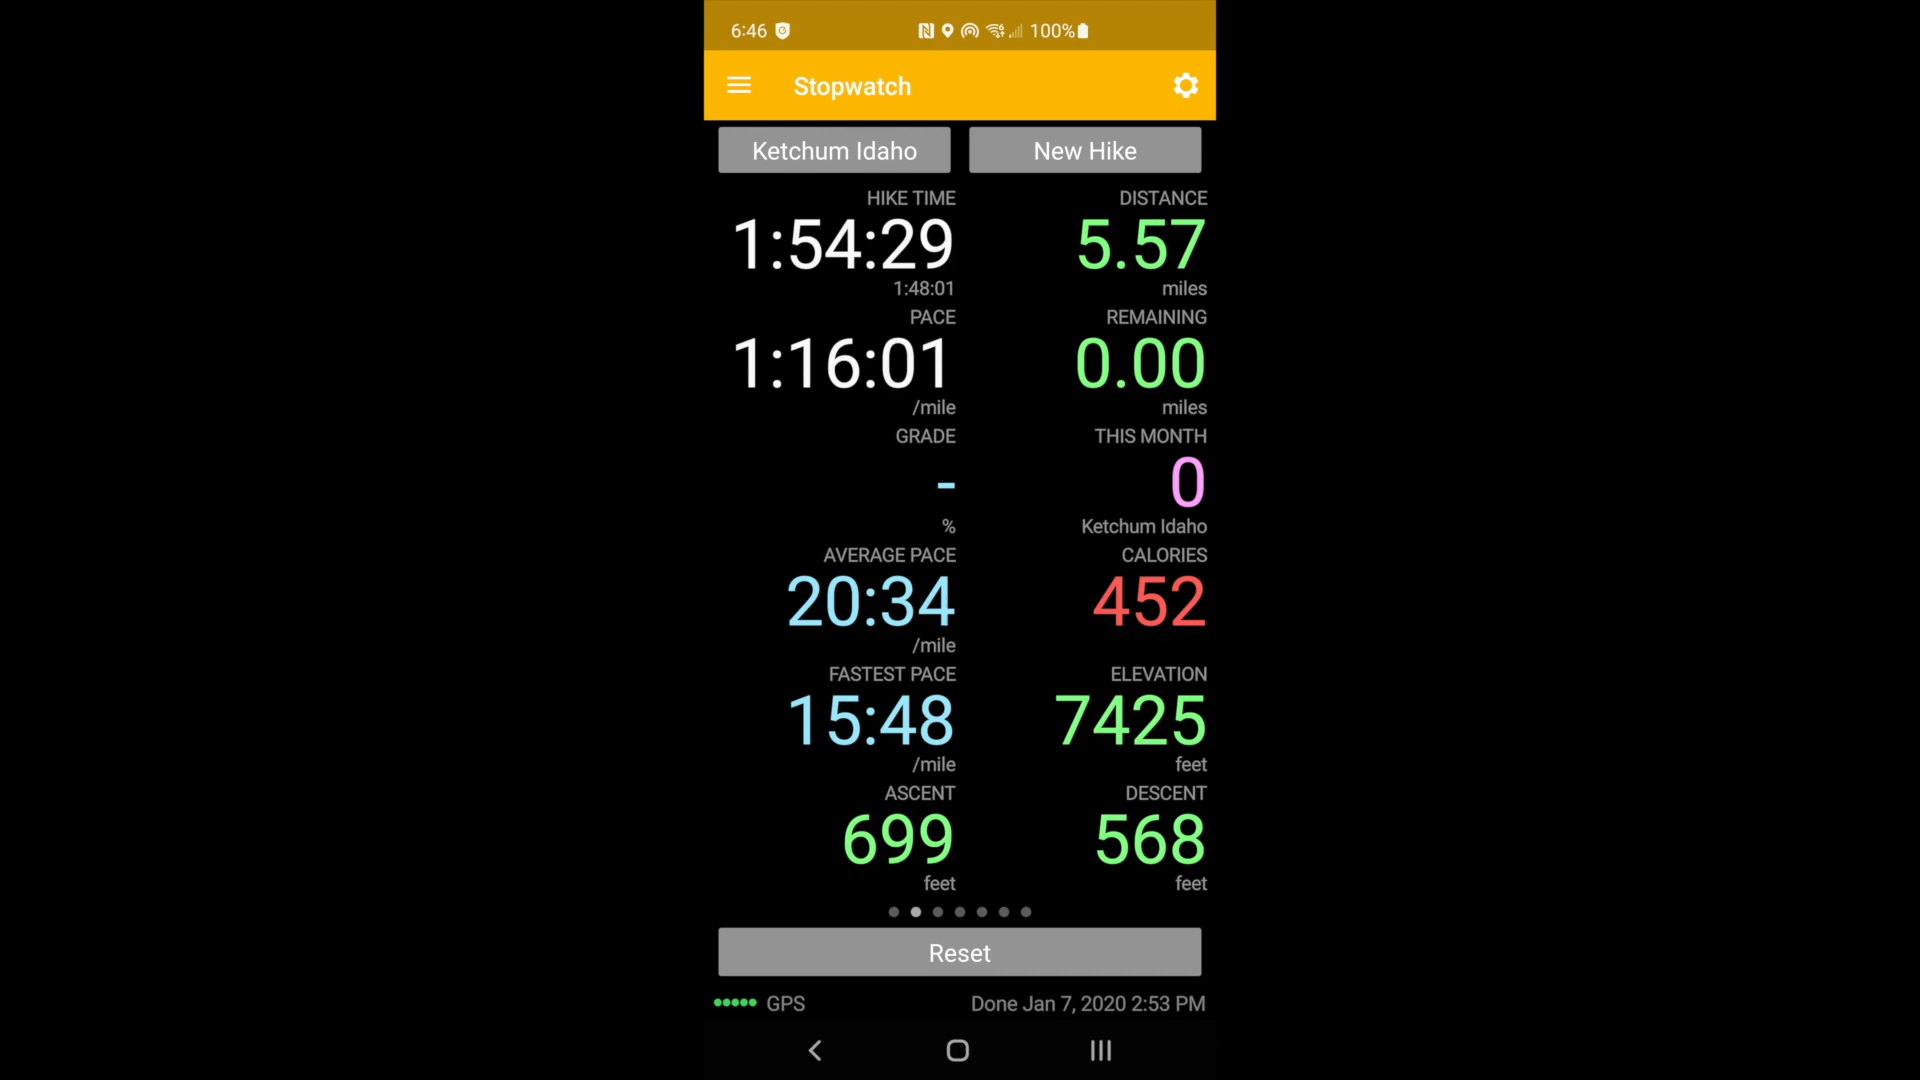 6:46 100%
Stopwatch
Ketchum Idaho New Hike
HIKE TIME DISTANCE
1:54:29 5.57
1:48:01 miles
PACE REMAINING
1:16:01 0.00
/mile miles
GRADE THIS MONTH
- 0
% Ketchum Idaho
AVERAGE PACE CALORIES
20:34 452
/mile
FASTEST PACE ELEVATION
15:48 7425
/mile feet
ASCENT DESCENT
699 568
feet feet
Reset
GPS Done Jan 7, 2020 2:53 PM